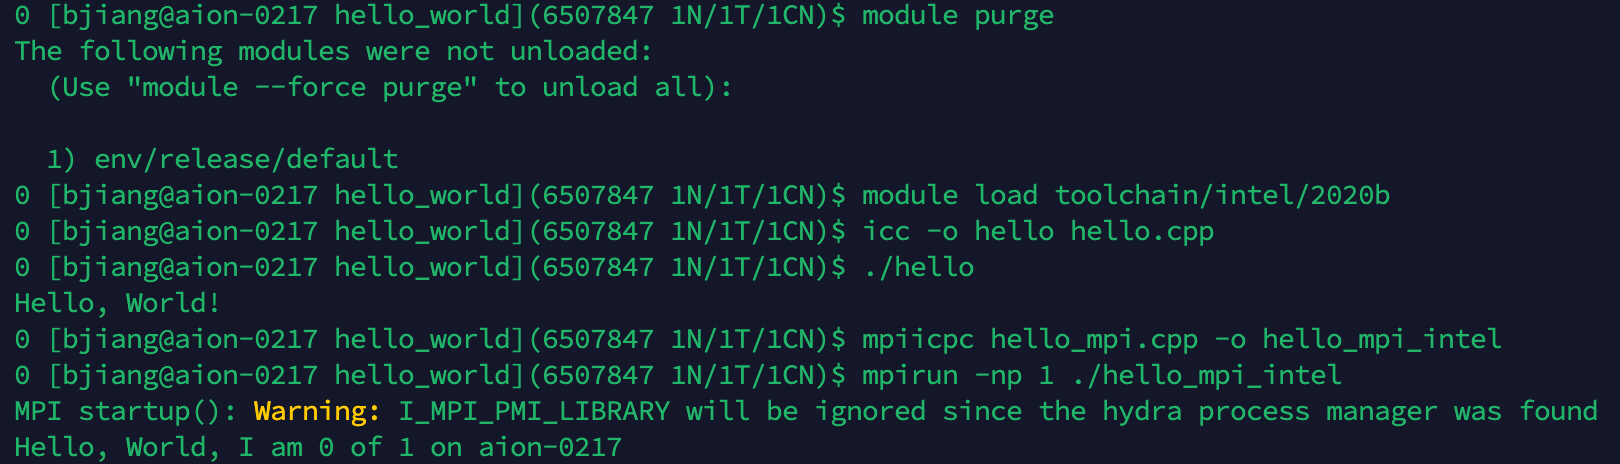 0 [bjiang@aion-0217 hello_world](6507847 1N/1T/1CN)$ module purge
The following modules were not unloaded:
  (Use "module --force purge" to unload all):

  1) env/release/default
0 [bjiang@aion-0217 hello_world](6507847 1N/1T/1CN)$ module load toolchain/intel/2020b
0 [bjiang@aion-0217 hello_world](6507847 1N/1T/1CN)$ icc -o hello hello.cpp
0 [bjiang@aion-0217 hello_world](6507847 1N/1T/1CN)$ ./hello
Hello, World!
0 [bjiang@aion-0217 hello_world](6507847 1N/1T/1CN)$ mpiicpc hello_mpi.cpp -o hello_mpi_intel
0 [bjiang@aion-0217 hello_world](6507847 1N/1T/1CN)$ mpirun -np 1 ./hello_mpi_intel
MPI startup(): Warning: I_MPI_PMI_LIBRARY will be ignored since the hydra process manager was found
Hello, World, I am 0 of 1 on aion-0217